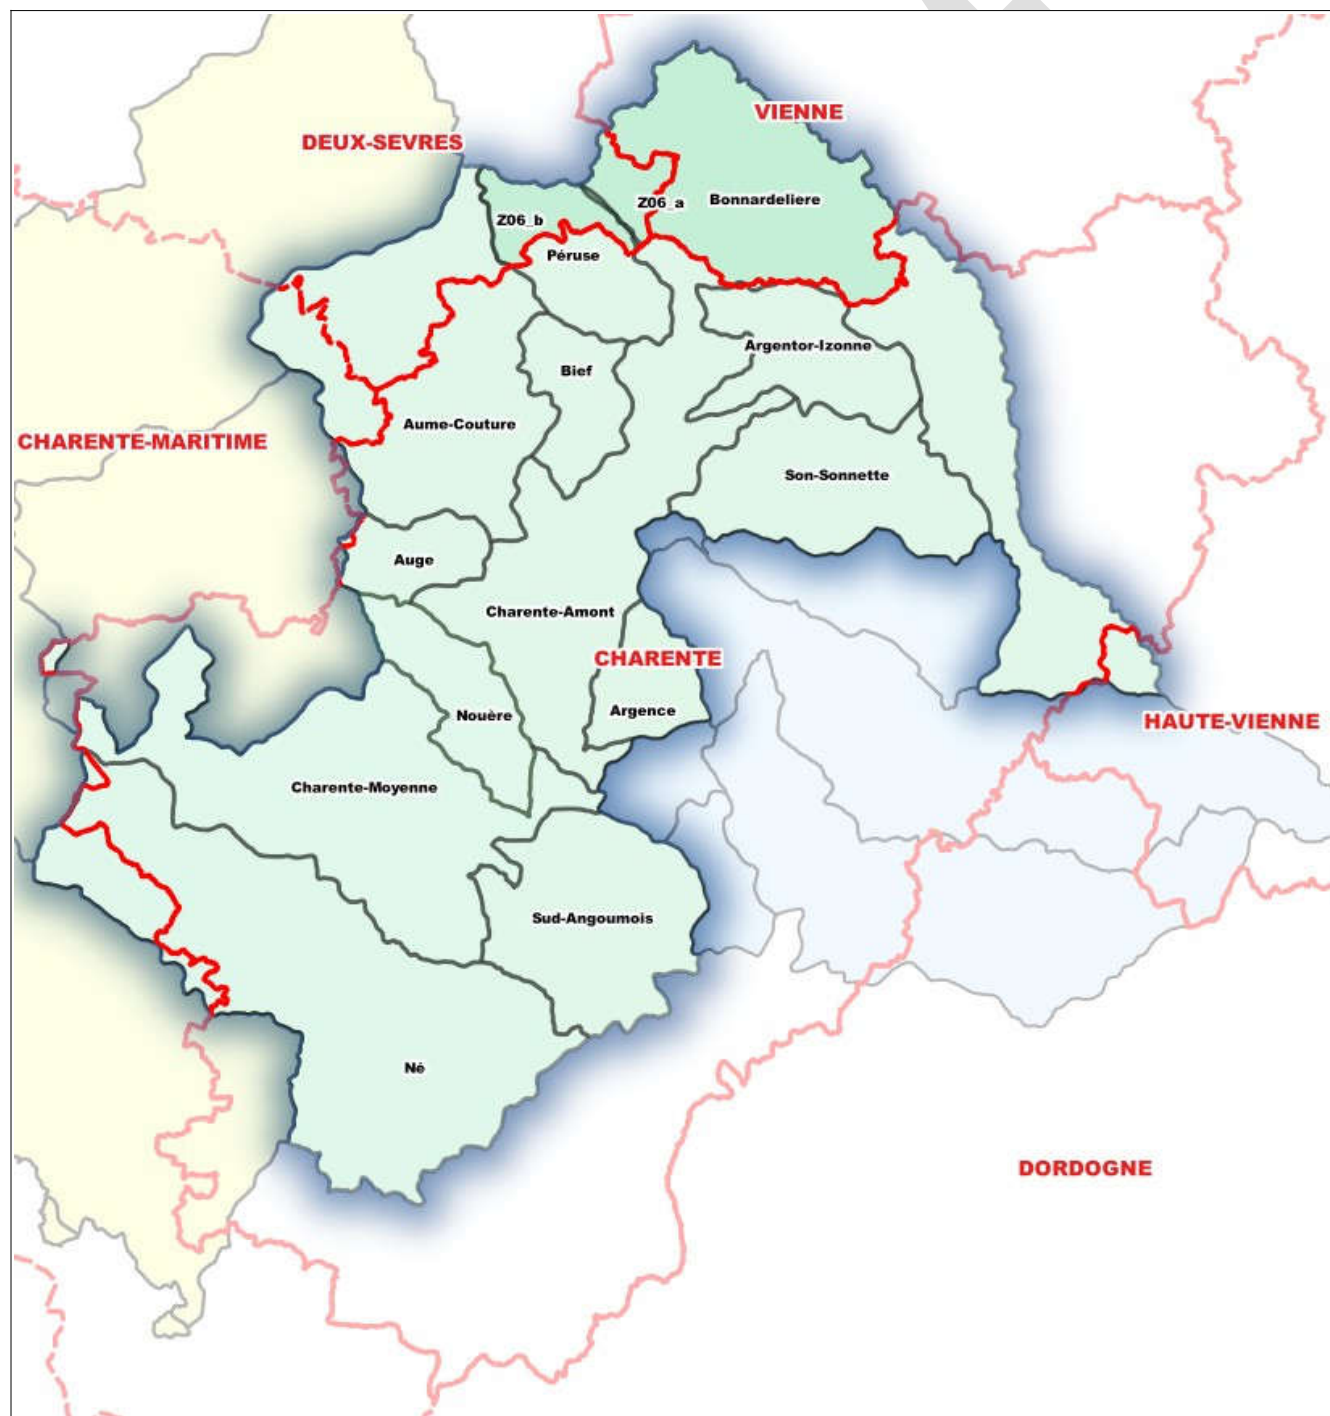 VIENNE
DEUX-SEVRES
Bonnardeliere
Z06_a
Z06_b
Péruse
Argentor-Izonne
Bief
Aume-Couture
CHARENTE-MARITIME
Son-Sonnette
Auge
Charente-Amont
CHARENTE
Argence
Nouère
HAUTE-VIENNE
Charente-Moyenne
Sud-Angoumois
Né
DORDOGNE